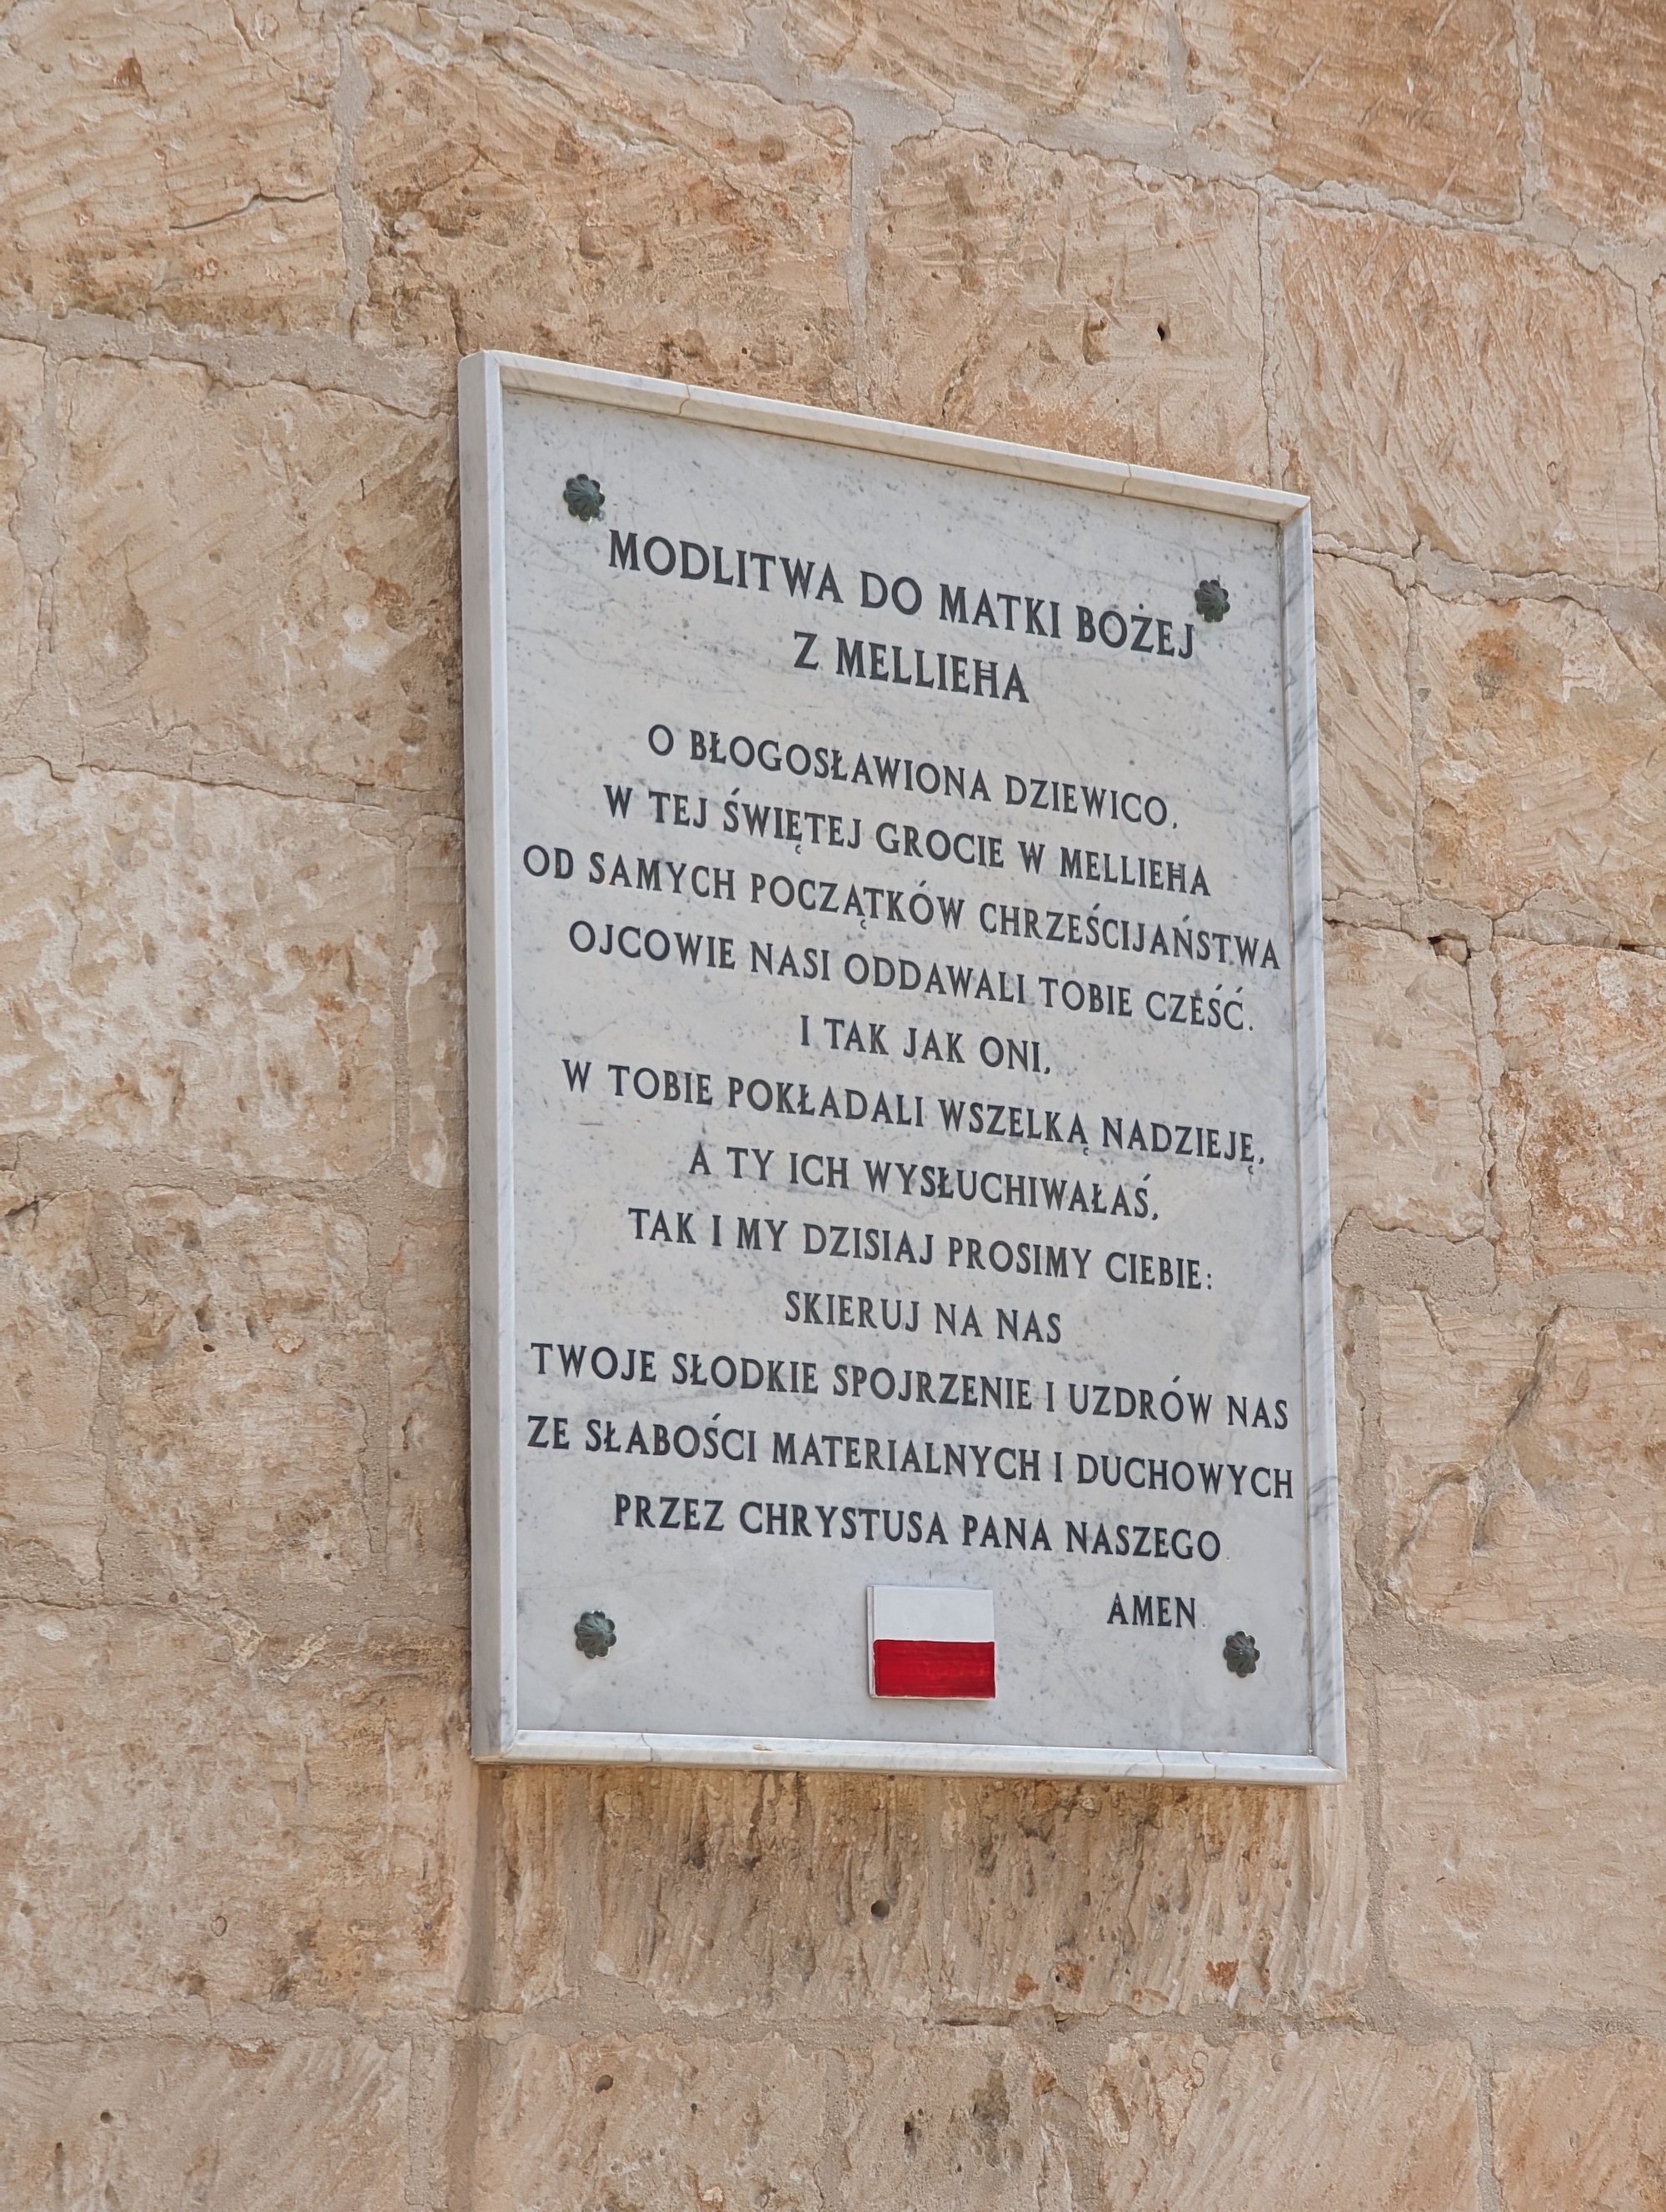 MODLITWA DO MATKI BOŻEJ
Z MELLIEĦA
O BŁOGOSŁAWIONA DZIEWICO,
W TEJ ŚWIĘTEJ GROCIE W MELLIEĦA
OD SAMYCH POCZĄTKÓW CHRZEŚCIJAŃSTWA
OJCOWIE NASI ODDAWALI TOBIE CZEŚĆ.
I TAK JAK ONI,
W TOBIE POKŁADALI WSZELKĄ NADZIEJĘ,
A TY ICH WYSŁUCHIWAŁAŚ,
TAK I MY DZISIAJ PROSIMY CIEBIE:
SKIERUJ NA NAS
TWOJE SŁODKIE SPOJRZENIE I UZDRÓW NAS
ZE SŁABOŚCI MATERIALNYCH I DUCHOWYCH
PRZEZ CHRYSTUSA PANA NASZEGO.
AMEN.